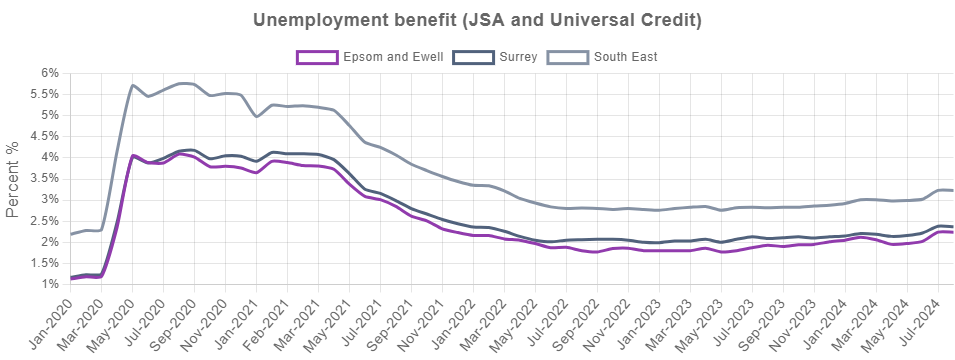 Unemployment benefit (JSA and Universal Credit)
Epsom and Ewell Surrey South East
6%
5.5%
5%
4.5%
4%
3.5%
3%
2.5%
2%
1.5%
1%
Percent %
Jan-2020
Mar-2020
May-2020
Jul-2020
Sep-2020
Nov-2020
Jan-2021
Feb-2021
Mar-2021
May-2021
Jul-2021
Sep-2021
Nov-2021
Jan-2022
Mar-2022
May-2022
Jul-2022
Sep-2022
Nov-2022
Jan-2023
Mar-2023
May-2023
Jul-2023
Sep-2023
Nov-2023
Jan-2024
Mar-2024
May-2024
Jul-2024